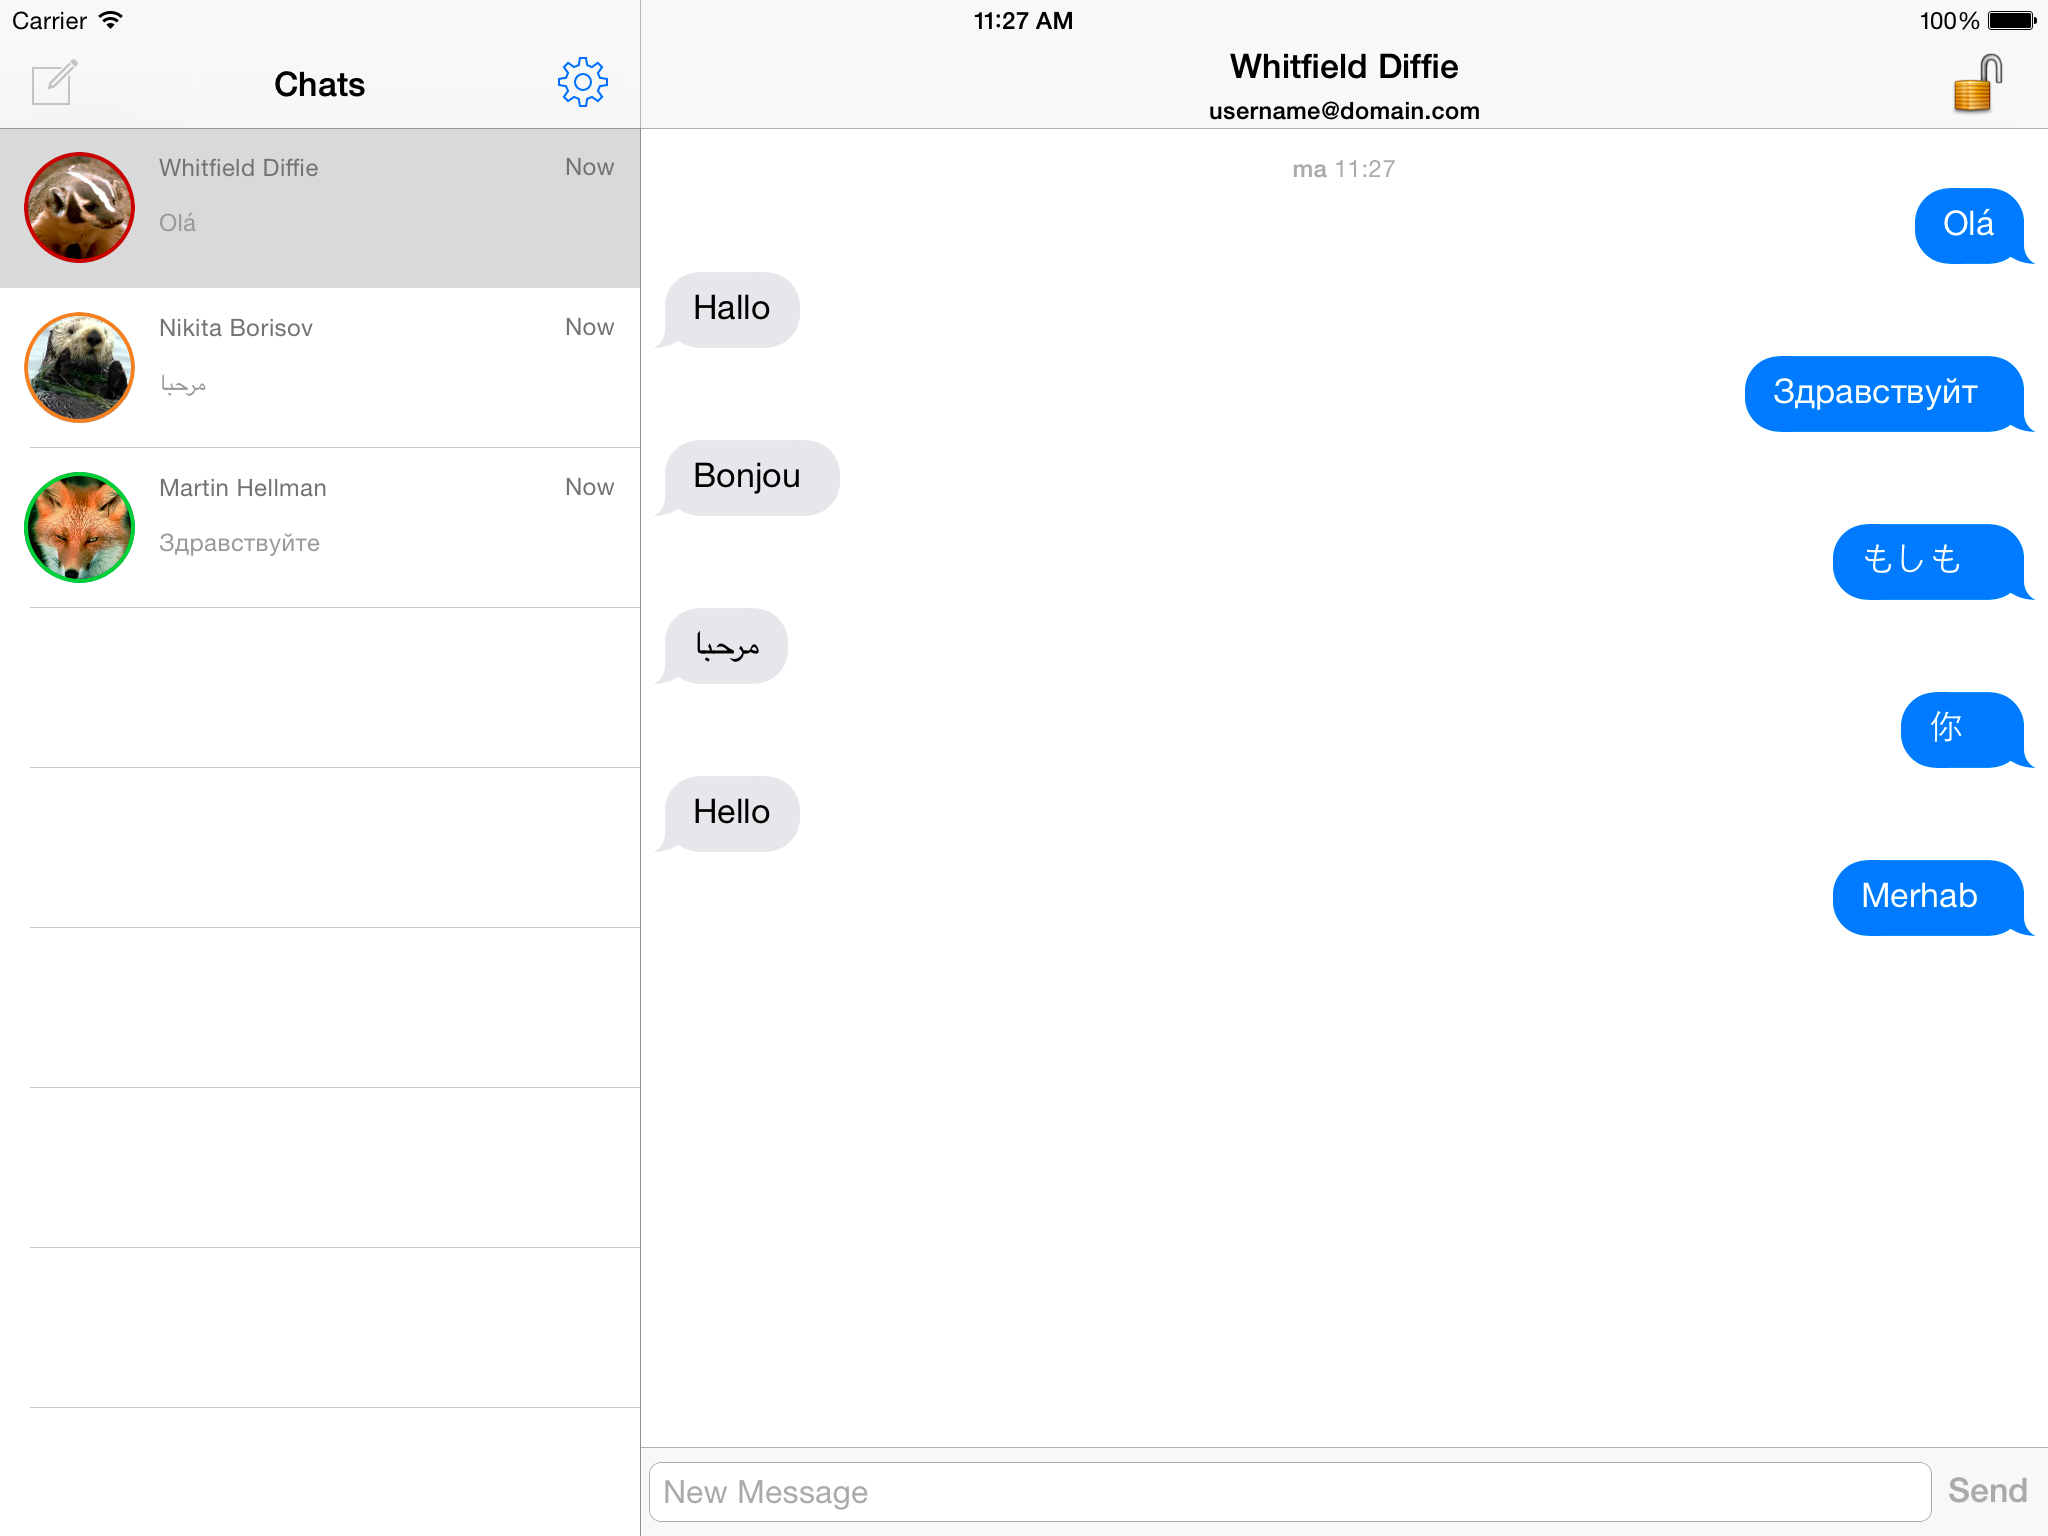 Carrier
11:27 AM
100%
Chats
Whitfield Diffie
username@domain.com
Whitfield Diffie
Now
Olá
Nikita Borisov
Now
مرحبا
Martin Hellman
Now
Здравствуйте
ma 11:27
Olá
Hallo
Здравствуйт
Bonjou
もしも
مرحبا
你
Hello
Merhab
New Message
Send